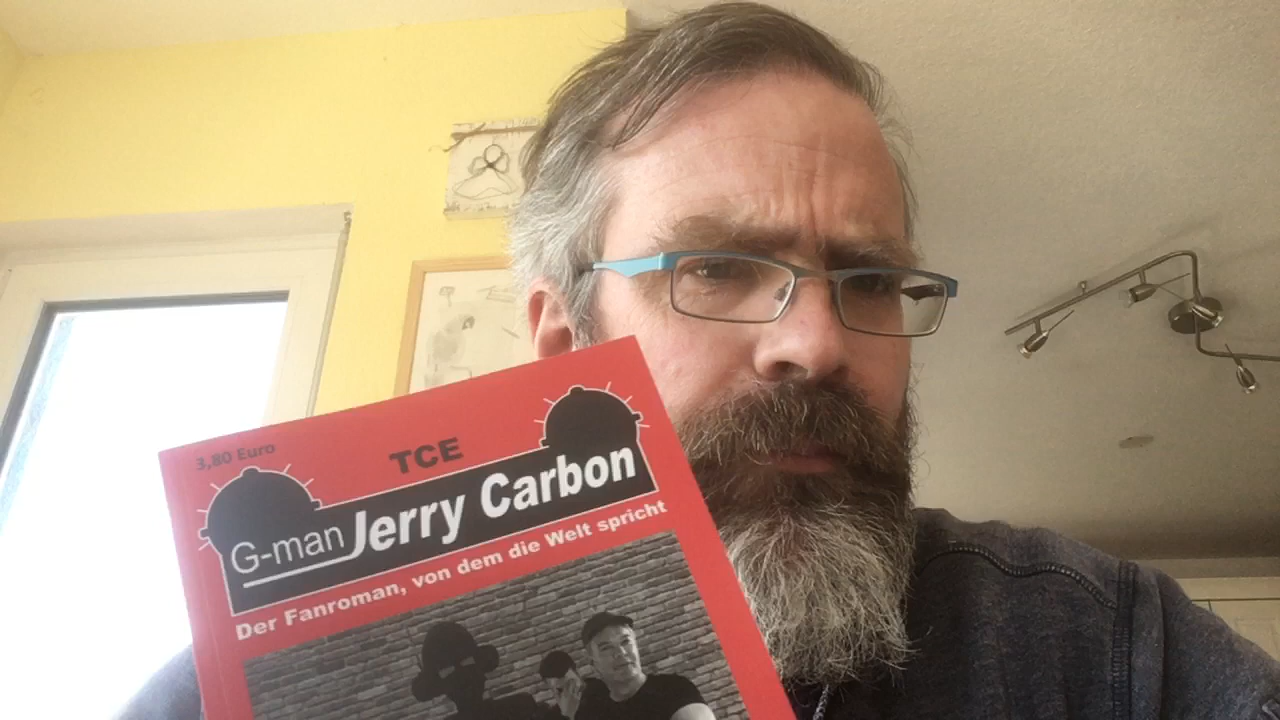 3,80 Euro
TCE
G-man Jerry Carbon
Der Fanroman, von dem die Welt spricht